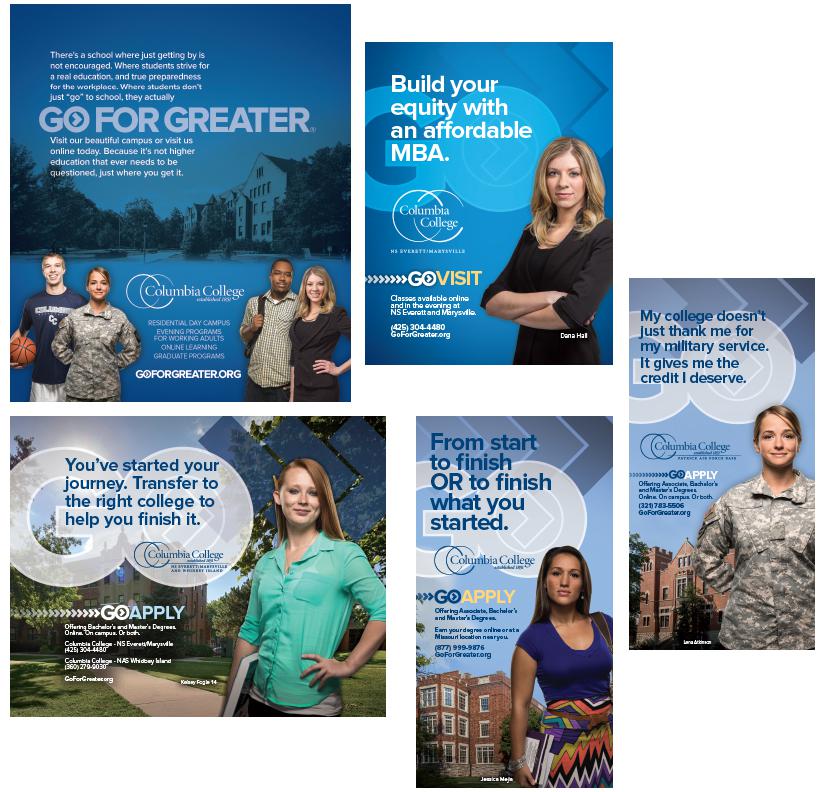 There's a school where just getting by is
not encouraged. Where students strive for
a real education, and true preparedness
for the workplace. Where students don't
just "go" to school, they actually
GO FOR GREATER®
Visit our beautiful campus or visit us
online today. Because it's not higher
education that ever needs to be
questioned, just where you get it.
COLUMBIA
CC
Columbia College
established 1851
RESIDENTIAL DAY CAMPUS
EVENING PROGRAMS
FOR WORKING ADULTS
ONLINE LEARNING
GRADUATE PROGRAMS
GOFORGREATER.ORG
GO
Build your
equity with
an affordable
MBA.
Columbia
College
NS EVERETT/MARYSVILLE
GO VISIT
Classes available online
and in the evening at
NS Everett and Marysville.
(425) 304-4480
GoForGreater.org
Dana Hall
GO
My college doesn't
just thank me for
my military service.
It gives me the
credit I deserve.
Columbia College
PATRICK AIR FORCE BASE
GO APPLY
Offering Associate, Bachelor's
and Master's Degrees.
Online. On campus. Or both.
(321) 783-5506
GoForGreater.org
Lena Atkinson
GO
You've started your
journey. Transfer to
the right college to
help you finish it.
Columbia College
established 1851
NS EVERETT/MARYSVILLE
AND WHIDBEY ISLAND
GO APPLY
Offering Bachelor's and Master's Degrees.
Online. On campus. Or both.
Columbia College - NS Everett/Marysville
(425) 304-4480
Columbia College - NAS Whidbey Island
(360) 279-9030
GoForGreater.org
Kelsey Fogle 14
GO
From start
to finish
OR to finish
what you
started.
Columbia College
established 1851
GO APPLY
Offering Associate, Bachelor's
and Master's Degrees.
Earn your degree online or at a
Missouri location near you.
(877) 999-9876
GoForGreater.org
Jessica Mejia